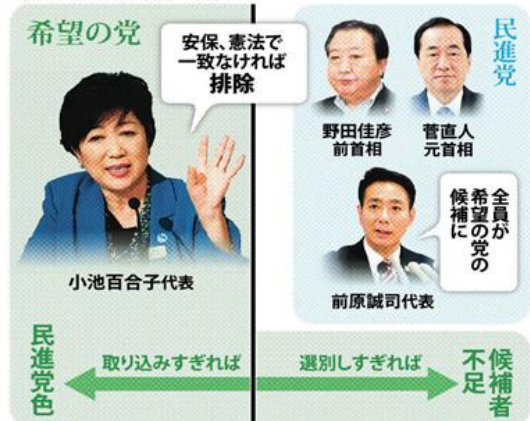 希望の党
安保、憲法で
一致なければ
排除
小池百合子代表
民進党
野田佳彦
前首相
菅直人
元首相
全員が
希望の党の
候補に
前原誠司代表
民進党色
取り込みすぎれば
選別しすぎれば
候補者
不足